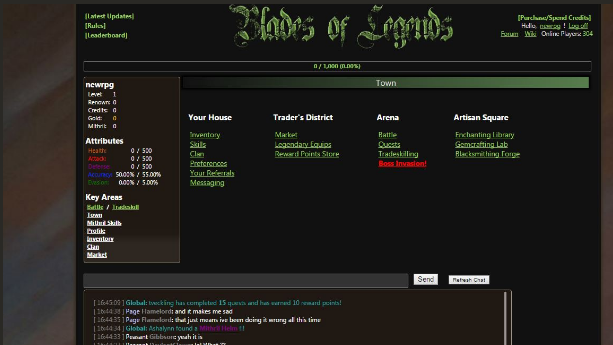 [Latest Updates]
[Rules]
[Leaderboard]
Blades of Legends
[Purchase/Spend Credits]
Hello, newrpg ! Log off
Forum Wiki Online Players: 304
0 / 1,000 (0.00%)
newrpg
Level: 1
Renown: 0
Credits: 0
Gold: 0
Mithril: 0
Attributes
Health: 0 / 500
Attack: 0 / 500
Defense: 0 / 500
Accuracy: 50.00% / 55.00%
Evasion: 0.00% / 5.00%
Key Areas
Battle / Tradeskill
Town
Mitled Skills
Profile
Inventory
Clan
Market
Town
Your House
Inventory
Skills
Clan
Preferences
Your Referrals
Messaging
Trader's District
Market
Legendary Equips
Reward Points Store
Arena
Battle
Quests
Tradeskilling
Boss Invasion!
Artisan Square
Enchanting Library
Gemcrafting Lab
Blacksmithing Forge
Send
Refresh Chat
[ 16:45:09 ] Global: tveckling has completed 15 quests and has earned 10 reward points!
[ 16:44:38 ] Page Flamelord: and it makes me sad
[ 16:44:35 ] Page Flamelord: that just means ive been doing it wrong all this time
[ 16:44:34 ] Global: Ashalynn found a Mithril Helm !!!
[ 16:44:33 ] Peasant Gibbson: yeah it is